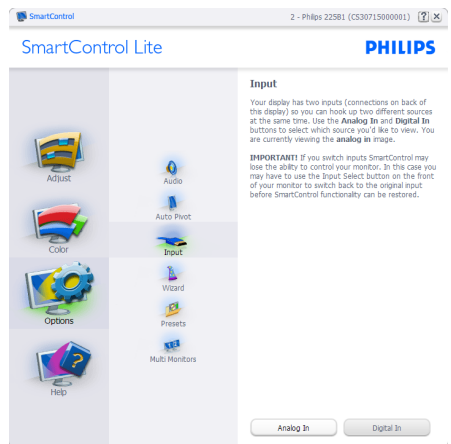 SmartControl
2 - Philips 225B1 (CS30715000001)
?
SmartControl Lite
PHILIPS
Adjust
Color
Options
Help
Audio
Auto Pivot
Input
Wizard
Presets
Multi Monitors
Input
Your display has two inputs (connections on back of
this display) so you can hook up two different sources
at the same time. Use the Analog In and Digital In
buttons to select which source you'd like to view. You
are currently viewing the analog in image.
IMPORTANT! If you switch inputs SmartControl may
lose the ability to control your monitor. In this case you
may have to use the Input Select button on the front
of your monitor to switch back to the original input
before SmartControl functionality can be restored.
Analog In
Digital In